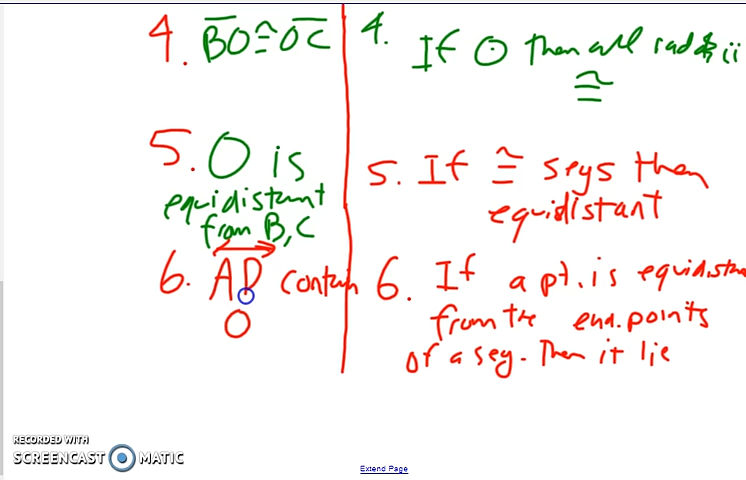 4. BO ≅ OC
4. If ⊙ then all radii
≅
5. O is
equidistant
from B, C
5. If ≅ segs then
equidistant
6. AD contain
O
6. If a pt. is equidistan
from the end.points
of a seg. Then it lie
RECORDED WITH
SCREENCAST MATIC
Extend Page